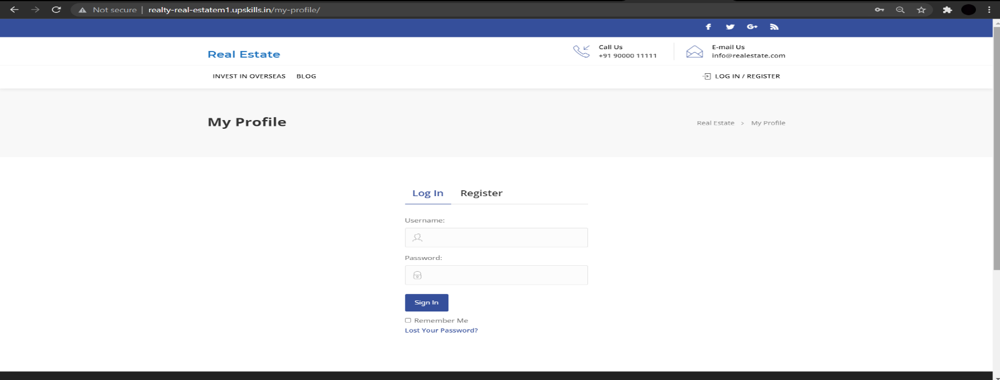 Not secure | realty-real-estatem1.upskills.in/my-profile/
Real Estate
Call Us
+91 90000 11111
E-mail Us
info@realestate.com
INVEST IN OVERSEAS BLOG LOG IN / REGISTER
My Profile
Real Estate > My Profile
Log In Register
Username:
Password:
Sign In
Remember Me
Lost Your Password?